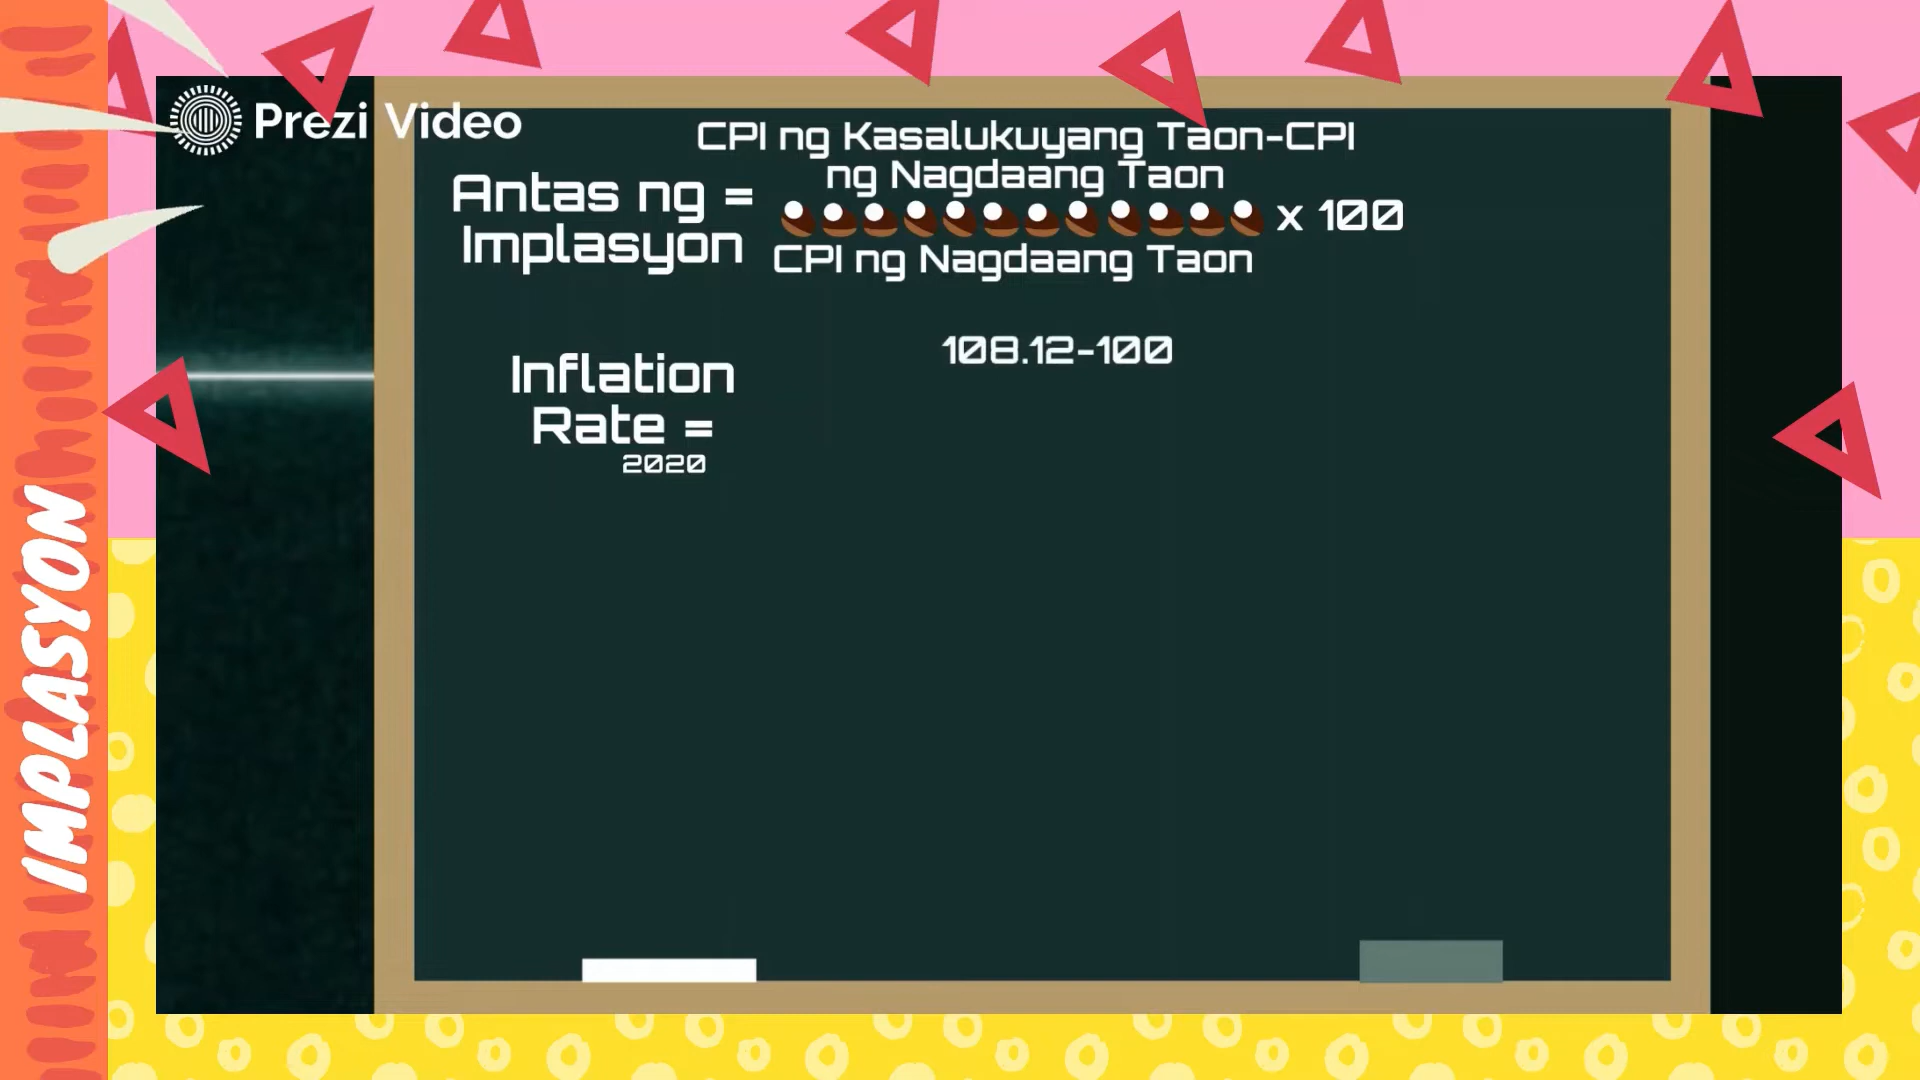 Prezi Video
CPI ng Kasalukuyang Taon-CPI
ng Nagdaang Taon
Antas ng =
Implasyon
x 100
CPI ng Nagdaang Taon
108.12-100
Inflation
Rate =
2020
IMPLASYON